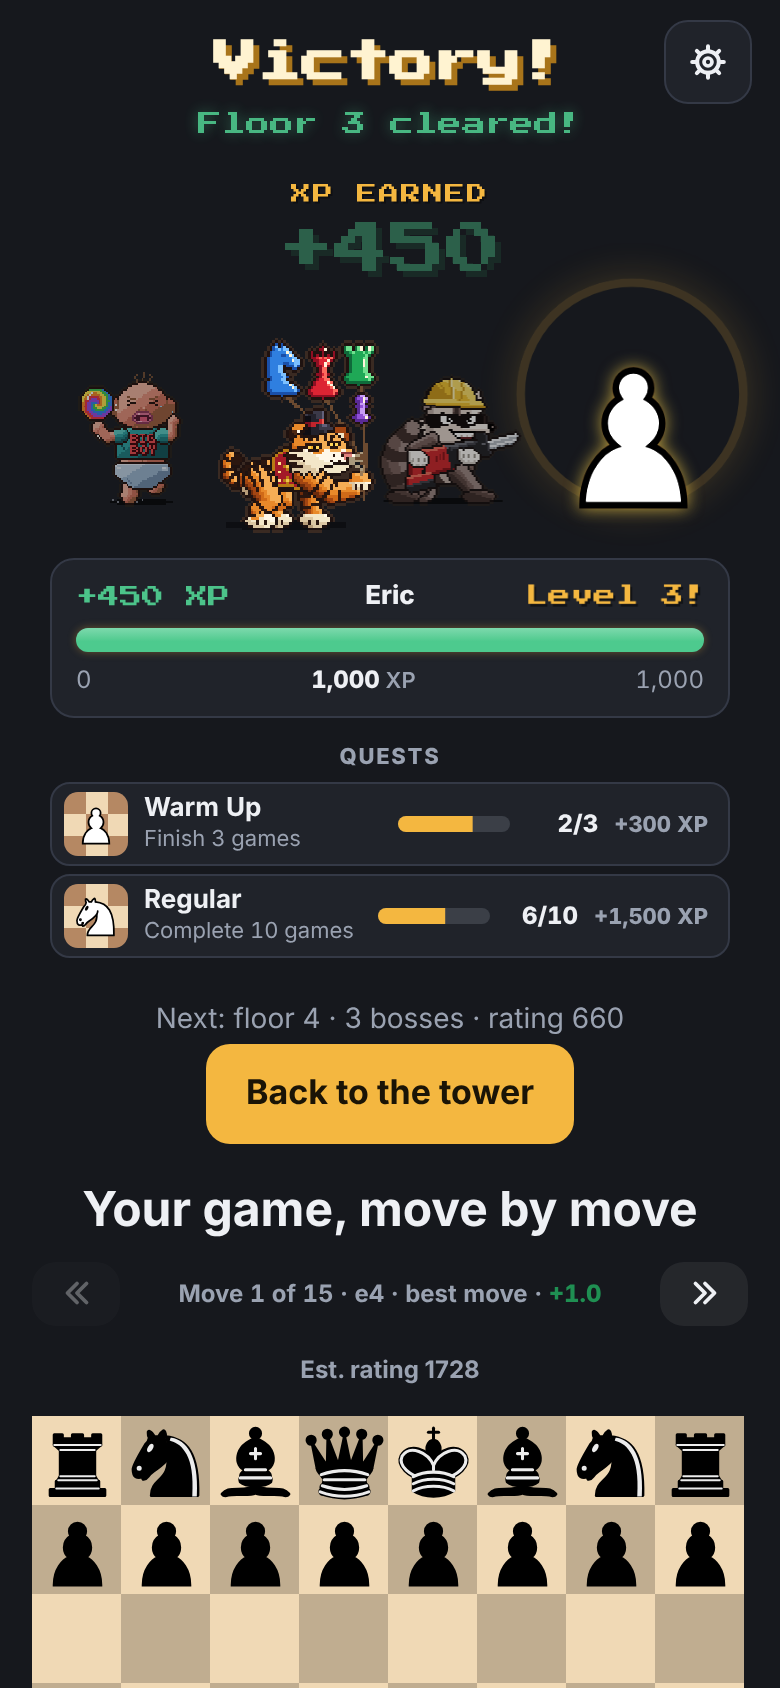 Victory!
Floor 3 cleared!
XP EARNED
+450
BIG
BOY
+450 XP Eric Level 3!
0 1,000 XP 1,000
QUESTS
Warm Up
Finish 3 games
2/3 +300 XP
Regular
Complete 10 games
6/10 +1,500 XP
Next: floor 4 · 3 bosses · rating 660
Back to the tower
Your game, move by move
Move 1 of 15 · e4 · best move · +1.0
Est. rating 1728